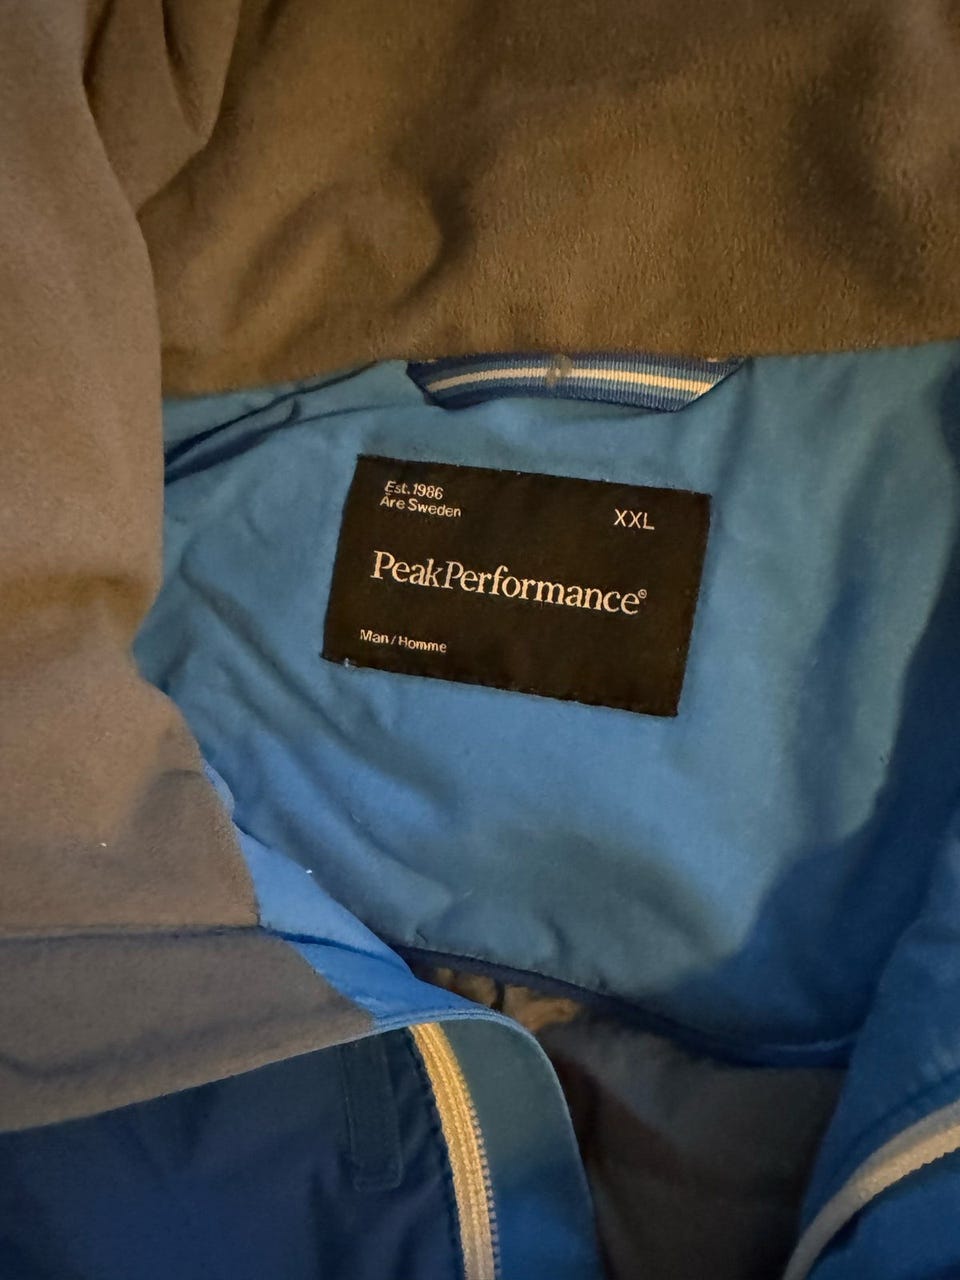 Est. 1986
Åre Sweden
XXL
PeakPerformance®
Man / Homme